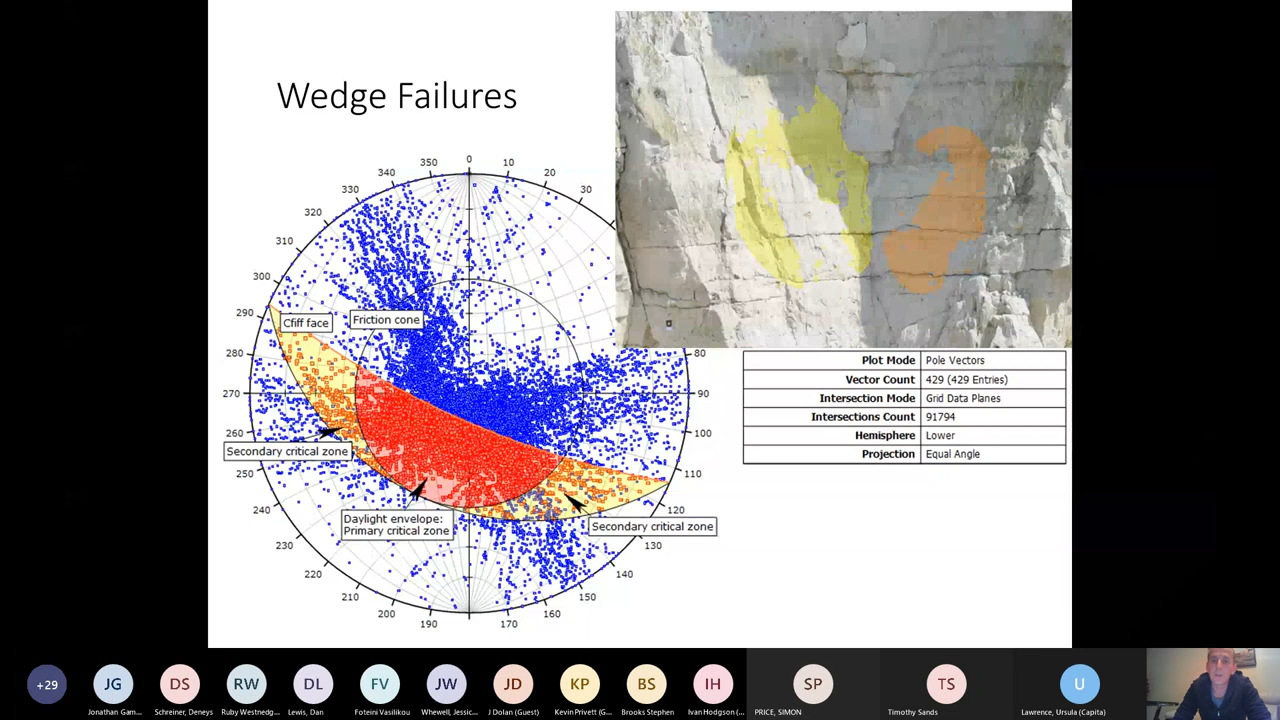 Wedge Failures
0
10
20
30
80
90
100
110
120
130
140
150
160
170
190
200
210
220
230
240
250
260
270
280
290
300
310
320
330
340
350
Cfiff face
Friction cone
Secondary critical zone
Daylight envelope:
Primary critical zone
Secondary critical zone
Plot Mode Pole Vectors
Vector Count 429 (429 Entries)
Intersection Mode Grid Data Planes
Intersections Count 91794
Hemisphere Lower
Projection Equal Angle
+29
JG
DS
RW
DL
FV
JW
JD
KP
BS
IH
SP
TS
U
Jonathan Gam...
Schreiner, Deneys
Ruby Westnedg...
Lewis, Dan
Foteini Vasilikou
Whewell, Jessic...
J Dolan (Guest)
Kevin Privett (G...
Brooks Stephen
Ivan Hodgson (...
PRICE, SIMON
Timothy Sands
Lawrence, Ursula (Capita)